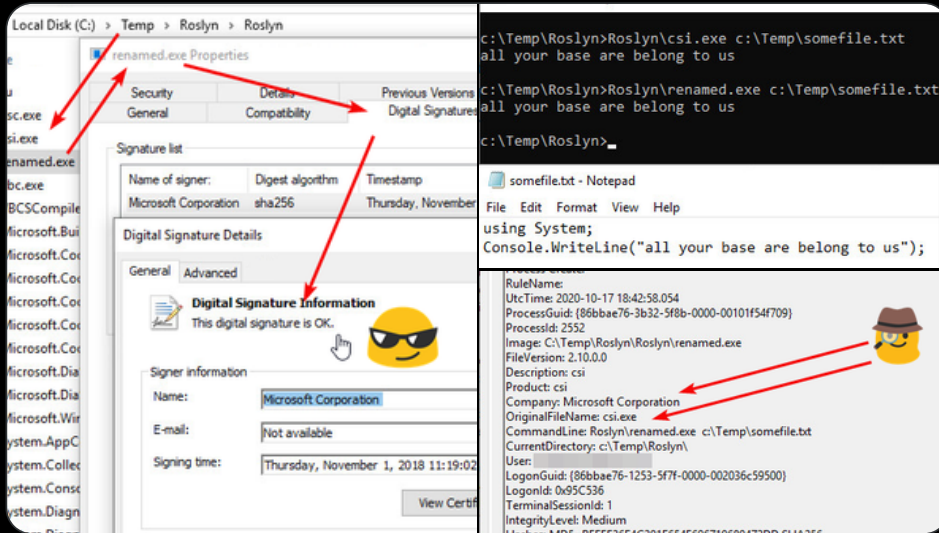 Local Disk (C:) > Temp > Roslyn > Roslyn
renamed.exe Properties
Security Details Previous Versions
General Compatibility Digital Signatures
Signature list
Name of signer: Digest algorithm Timestamp
Microsoft Corporation sha256 Thursday, November
Digital Signature Details
General Advanced
Digital Signature Information
This digital signature is OK.
Signer information
Name: Microsoft Corporation
E-mail: Not available
Signing time: Thursday, November 1, 2018 11:19:02
View Certif
sc.exe
si.exe
enamed.exe
bc.exe
BCSCompile
Microsoft.Bui
Microsoft.Co
Microsoft.Co
Microsoft.Co
Microsoft.Co
Microsoft.Co
Microsoft.Dia
Microsoft.Dia
Microsoft.Wir
ystem.AppC
ystem.Collec
ystem.Conso
ystem.Diagn
c:\Temp\Roslyn>Roslyn\csi.exe c:\Temp\somefile.txt
all your base are belong to us
c:\Temp\Roslyn>Roslyn\renamed.exe c:\Temp\somefile.txt
all your base are belong to us
c:\Temp\Roslyn>
somefile.txt - Notepad
File Edit Format View Help
using System;
Console.WriteLine("all your base are belong to us");
Process Create:
RuleName:
UtcTime: 2020-10-17 18:42:58.054
ProcessGuid: {86bbae76-3b32-5f8b-0000-00101f54f709}
ProcessId: 2552
Image: C:\Temp\Roslyn\Roslyn\renamed.exe
FileVersion: 2.10.0.0
Description: csi
Product: csi
Company: Microsoft Corporation
OriginalFileName: csi.exe
CommandLine: Roslyn\renamed.exe c:\Temp\somefile.txt
CurrentDirectory: c:\Temp\Roslyn\
User:
LogonGuid: {86bbae76-1253-5f7f-0000-002036c59500}
LogonId: 0x95C536
TerminalSessionId: 1
IntegrityLevel: Medium